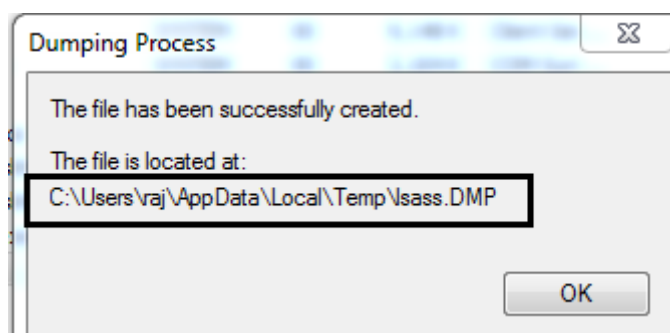 Dumping Process
The file has been successfully created.
The file is located at:
C:\Users\raj\AppData\Local\Temp\lsass.DMP
OK